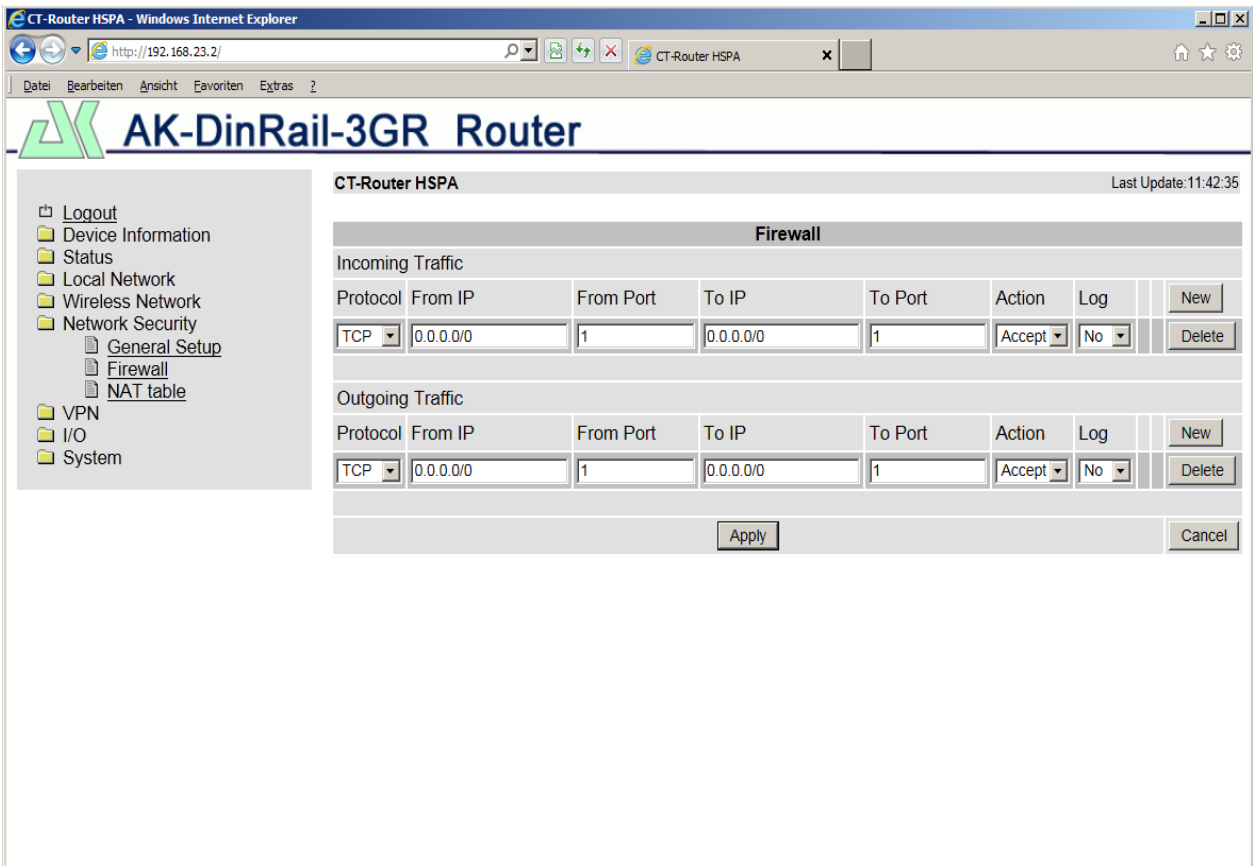 CT-Router HSPA - Windows Internet Explorer
http://192.168.23.2/
CT-Router HSPA
Datei Bearbeiten Ansicht Favoriten Extras ?
AK-DinRail-3GR Router
CT-Router HSPA Last Update:11:42:35
Logout
Device Information
Status
Local Network
Wireless Network
Network Security
General Setup
Firewall
NAT table
VPN
I/O
System
Firewall
Incoming Traffic
Protocol From IP From Port To IP To Port Action Log New
TCP 0.0.0.0/0 1 0.0.0.0/0 1 Accept No Delete
Outgoing Traffic
Protocol From IP From Port To IP To Port Action Log New
TCP 0.0.0.0/0 1 0.0.0.0/0 1 Accept No Delete
Apply Cancel